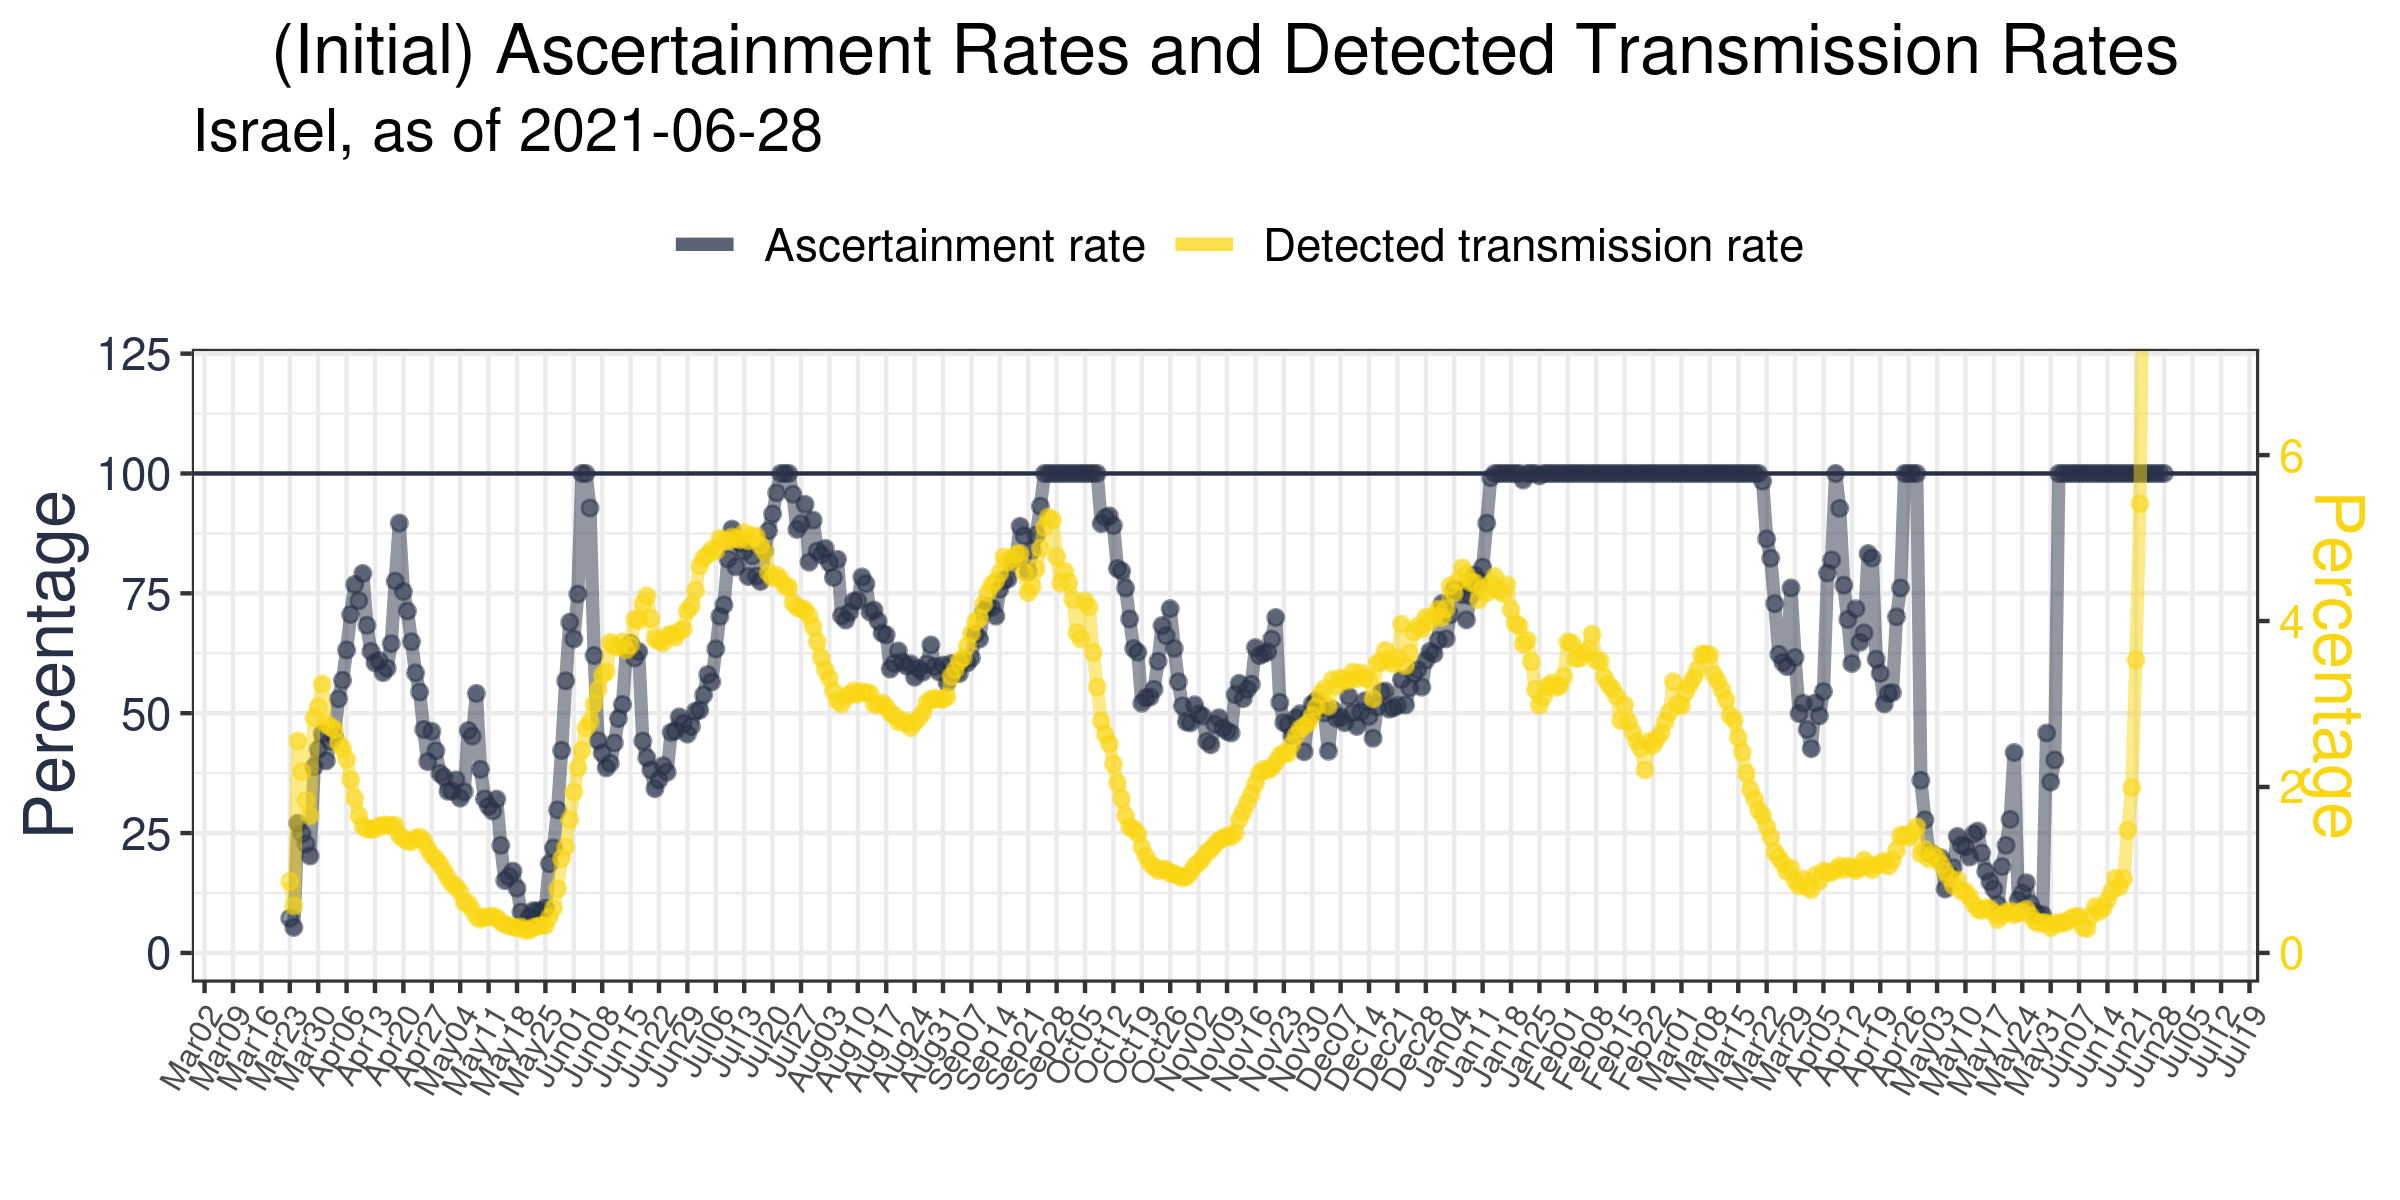 (Initial) Ascertainment Rates and Detected Transmission Rates
Israel, as of 2021-06-28
Ascertainment rate
Detected transmission rate
Percentage
125
100
75
50
25
0
6
4
2
0
Percentage
Mar02
Mar09
Mar16
Mar23
Mar30
Apr06
Apr13
Apr20
Apr27
May04
May11
May18
May25
Jun01
Jun08
Jun15
Jun22
Jun29
Jul06
Jul13
Jul20
Jul27
Aug03
Aug10
Aug17
Aug24
Aug31
Sep07
Sep14
Sep21
Sep28
Oct05
Oct12
Oct19
Oct26
Nov02
Nov09
Nov16
Nov23
Nov30
Dec07
Dec14
Dec21
Dec28
Jan04
Jan11
Jan18
Jan25
Feb01
Feb08
Feb15
Feb22
Mar01
Mar08
Mar15
Mar22
Mar29
Apr05
Apr12
Apr19
Apr26
May03
May10
May17
May24
May31
Jun07
Jun14
Jun21
Jun28
Jul05
Jul12
Jul19